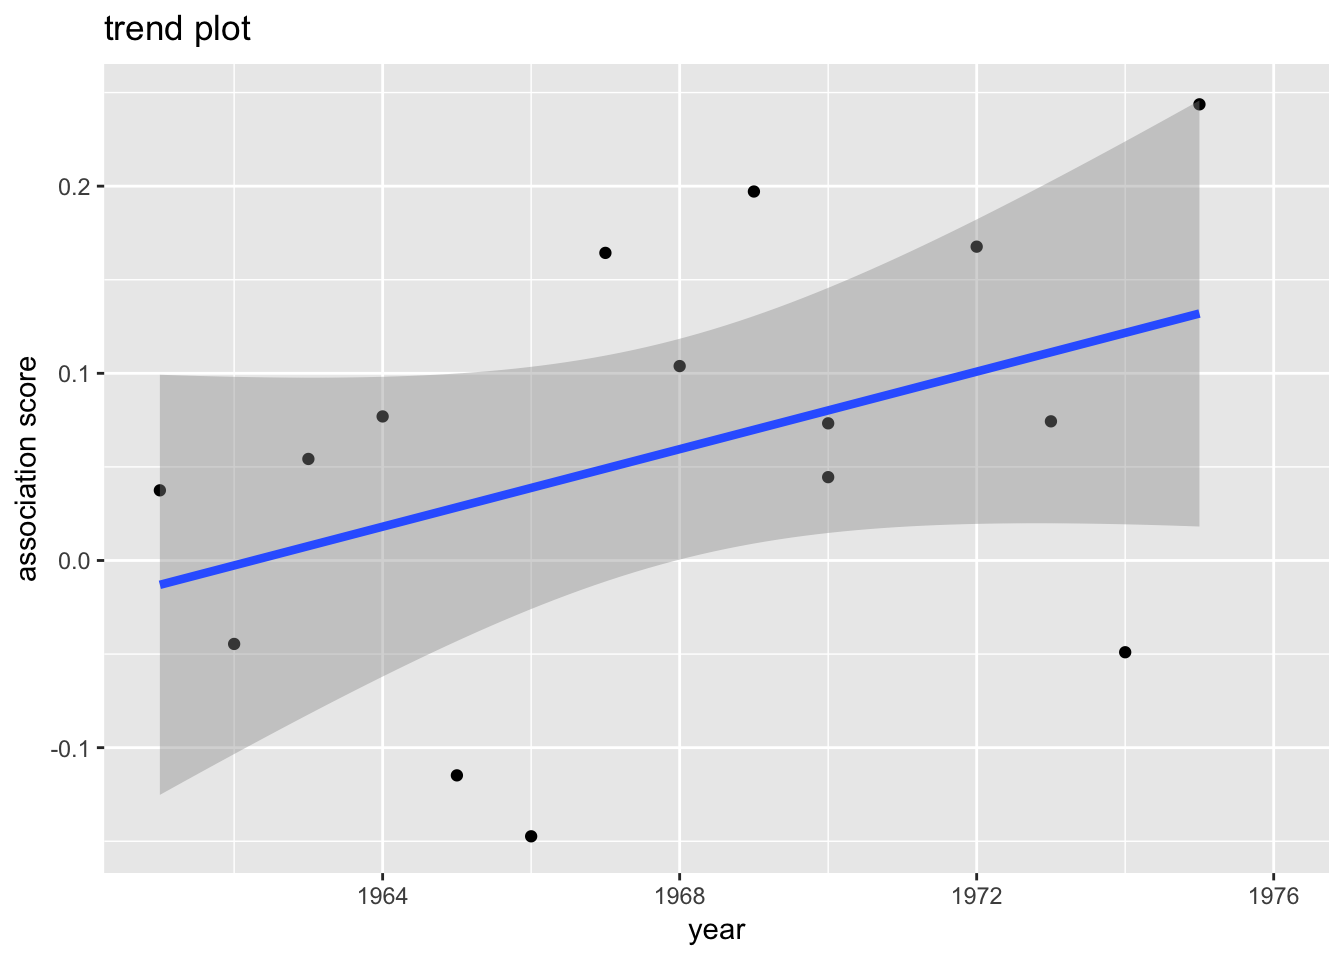 trend plot
0.2
0.1
0.0
-0.1
association score
1964 1968 1972 1976
year